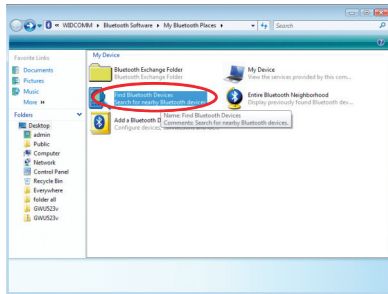 « WIDCOMM ▸ Bluetooth Software ▸ My Bluetooth Places ▸
Search
Favorite Links
Documents
Pictures
Music
More »
Folders
Desktop
admin
Public
Computer
Network
Control Panel
Recycle Bin
Everywhere
folder all
GWU523v
GWU523v
My Device
Bluetooth Exchange Folder
Bluetooth Exchange Folder
My Device
View the services provided by this com...
Find Bluetooth Devices
Search for nearby Bluetooth devices.
Entire Bluetooth Neighborhood
Display previously found Bluetooth dev...
Add a Bluetooth D
Configure devices,
Name: Find Bluetooth Devices
Comments: Search for nearby Bluetooth devices.